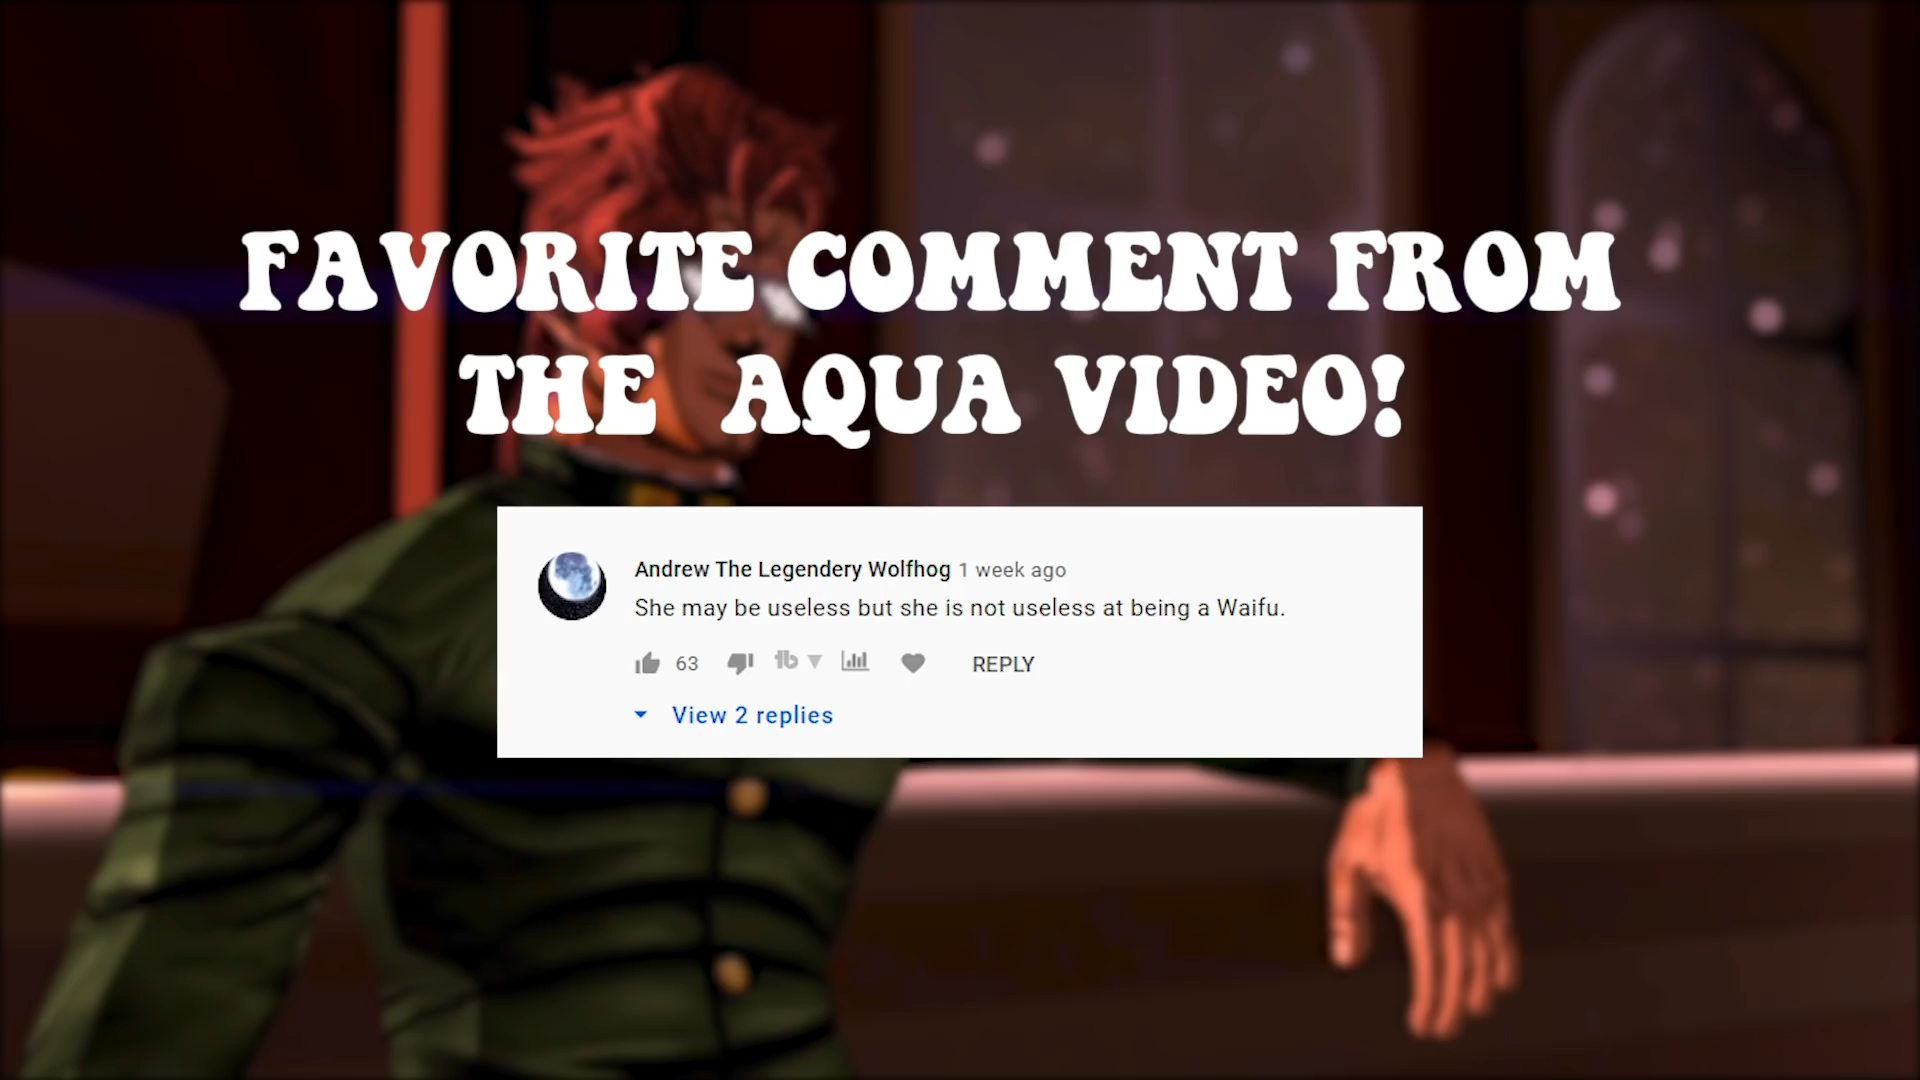 FAVORITE COMMENT FROM
THE AQUA VIDEO!
Andrew The Legendery Wolfhog 1 week ago
She may be useless but she is not useless at being a Waifu.
63 tb REPLY
View 2 replies